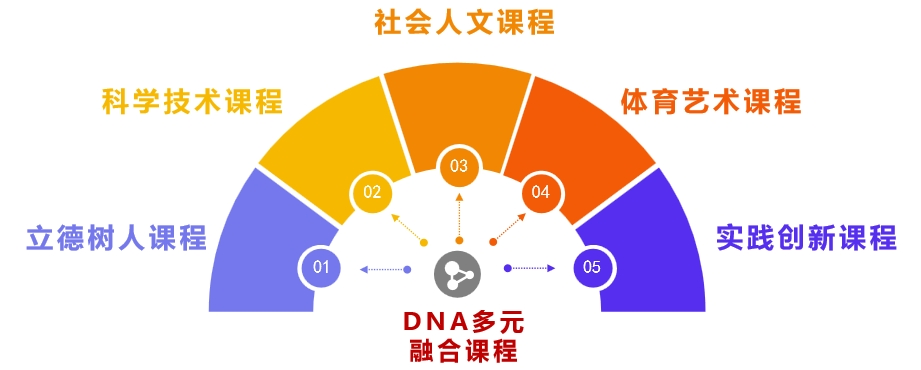 社会人文课程
科学技术课程
体育艺术课程
03
02
04
立德树人课程
实践创新课程
01
05
DNA多元
融合课程